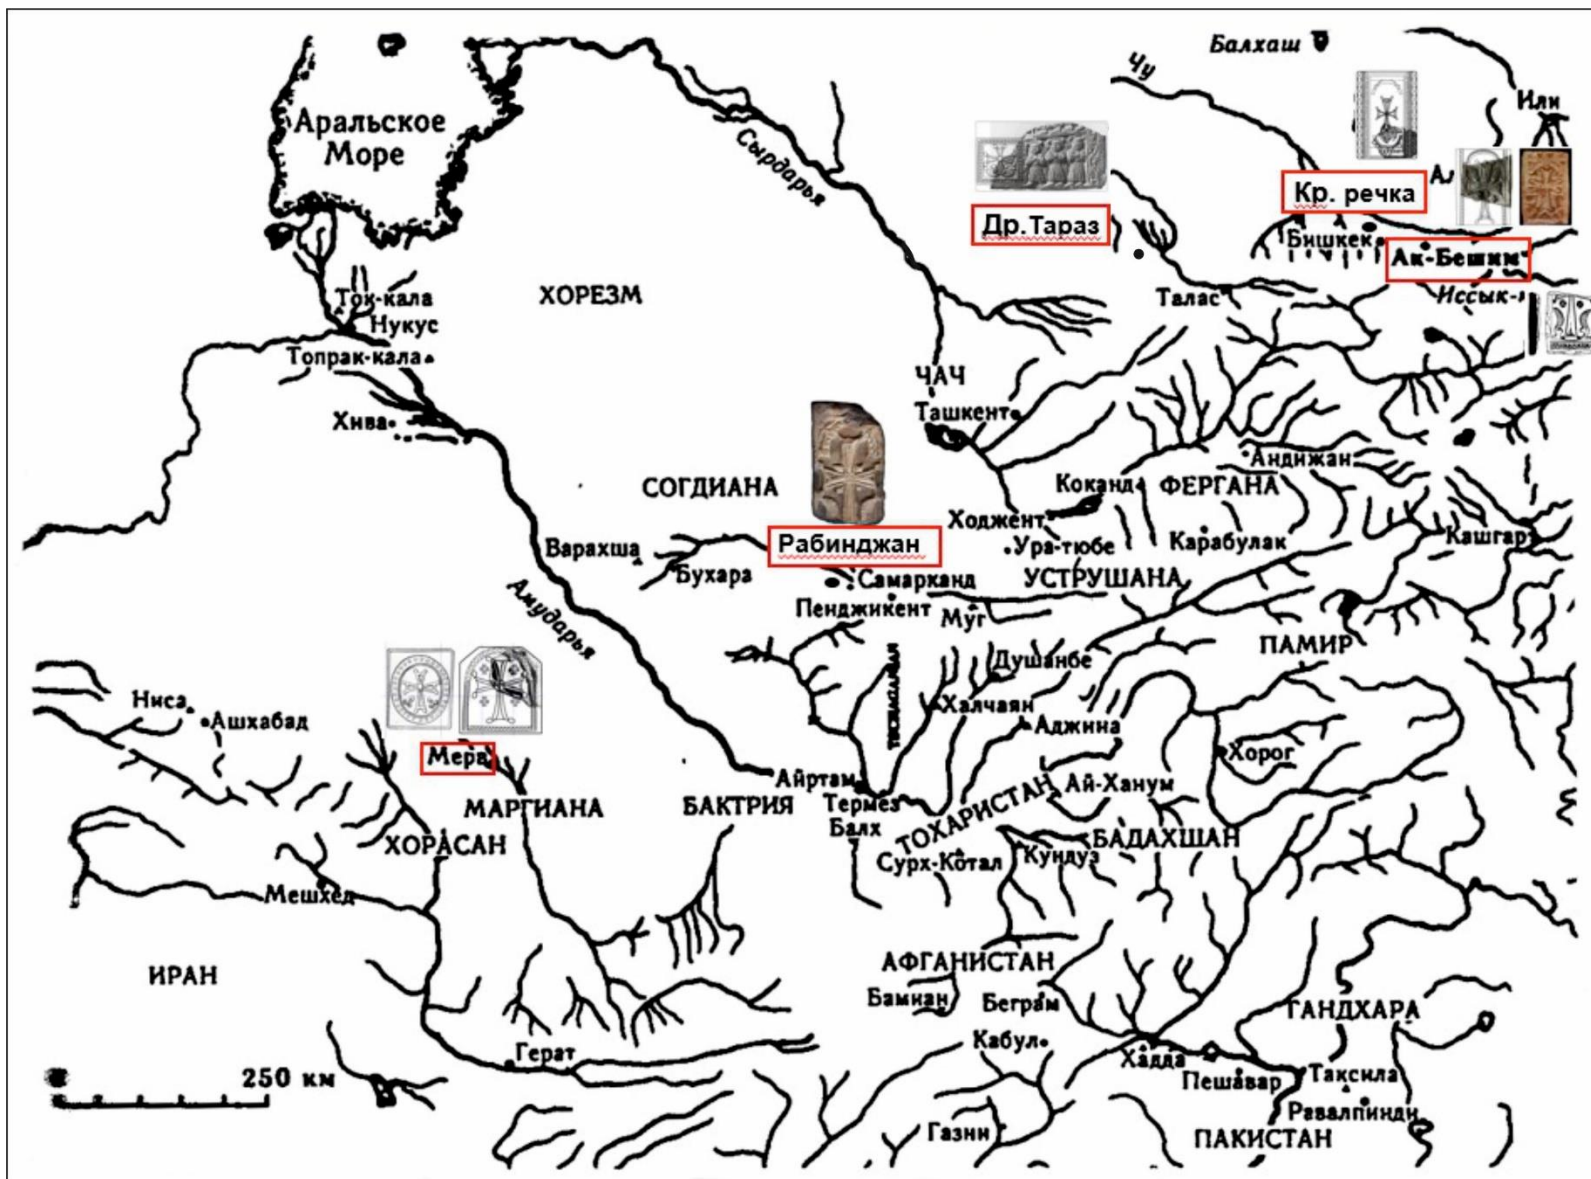 Балхаш
Чу
Или
Аральское
Море
Сырдарья
Кр. речка
Др.Тараз
Бишкек
Ак-Бешим
Талас
Иссык-
ХОРЕЗМ
Ток-кала
Нукус
Топрак-кала
ЧАЧ
Ташкент
Хива
Андижан
СОГДИАНА
Коканд
ФЕРГАНА
Ходжент
Рабинджан
Варахша
Ура-тюбе
Карабулак
Кашгар
Бухара
Самарканд
УСТРУШАНА
Пенджикент
Муг
Амударья
ПАМИР
Душанбе
Ниса
Ашхабад
Халчаян
Аджина
Мерв
Хорог
Айртам
Ай-Ханум
МАРГИАНА
БАКТРИЯ
Термез
Балх
ТОХАРИСТАН
БАДАХШАН
ХОРАСАН
Сурх-Котал
Кундуз
Мешхед
ИРАН
АФГАНИСТАН
Бамиан
Беграм
ГАНДХАРА
Кабул
Герат
Хадда
250 км
Пешавар
Таксила
Равалпинди
Газни
ПАКИСТАН